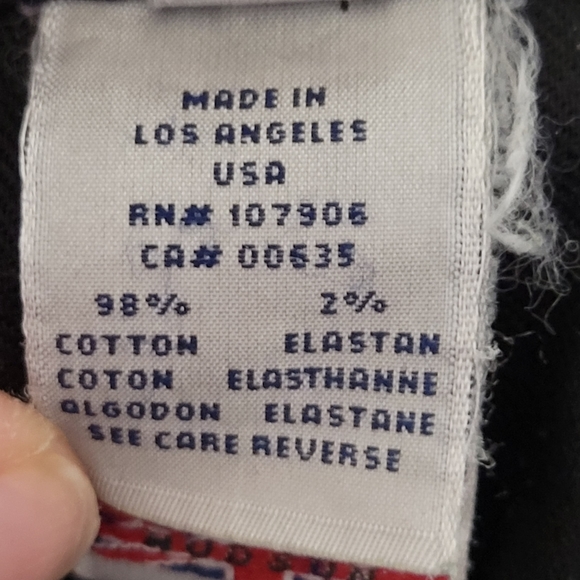 MADE IN
LOS ANGELES
USA
RN# 107906
CA# 00635
98% 2%
COTTON ELASTAN
COTON ELASTHANNE
ALGODON ELASTANE
SEE CARE REVERSE
HUDSON